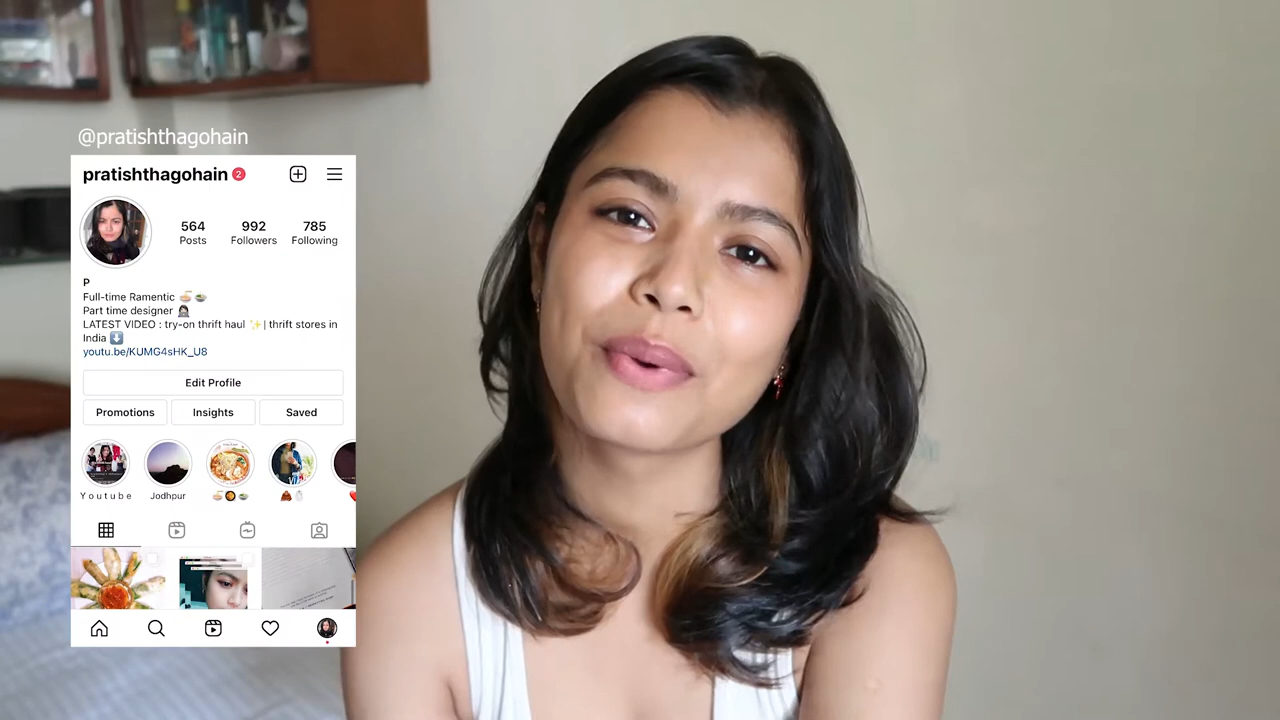 @pratishthagohain
pratishthagohain 2
564 992 785
Posts Followers Following
P
Full-time Ramentic 🍜🍲
Part time designer 👩🏻‍🎨
LATEST VIDEO : try-on thrift haul ✨| thrift stores in
India ⬇️
youtu.be/KUMG4sHK_U8
Edit Profile
Promotions Insights Saved
Youtube Jodhpur